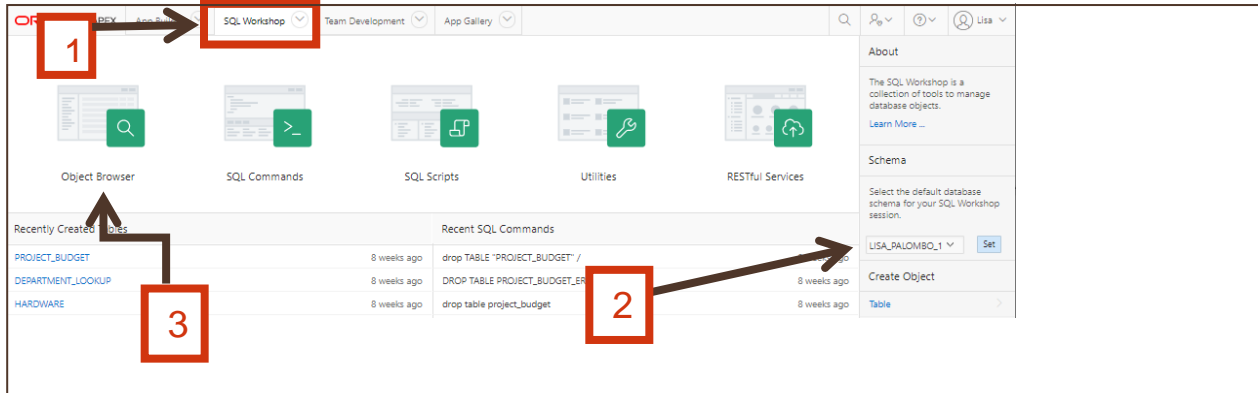 OR
PEX
SQL Workshop
Team Development
App Gallery
Lisa
1
About
The SQL Workshop is a
collection of tools to manage
database objects.
Learn More ...
Object Browser
SQL Commands
SQL Scripts
Utilities
RESTful Services
Schema
Select the default database
schema for your SQL Workshop
session.
LISA_PALOMBO_1
Set
Recently Created Tables
PROJECT_BUDGET 8 weeks ago
DEPARTMENT_LOOKUP 8 weeks ago
HARDWARE 8 weeks ago
Recent SQL Commands
drop TABLE "PROJECT_BUDGET" / ago
DROP TABLE PROJECT_BUDGET_ER 8 weeks ago
drop table project_budget 8 weeks ago
Create Object
Table
2
3